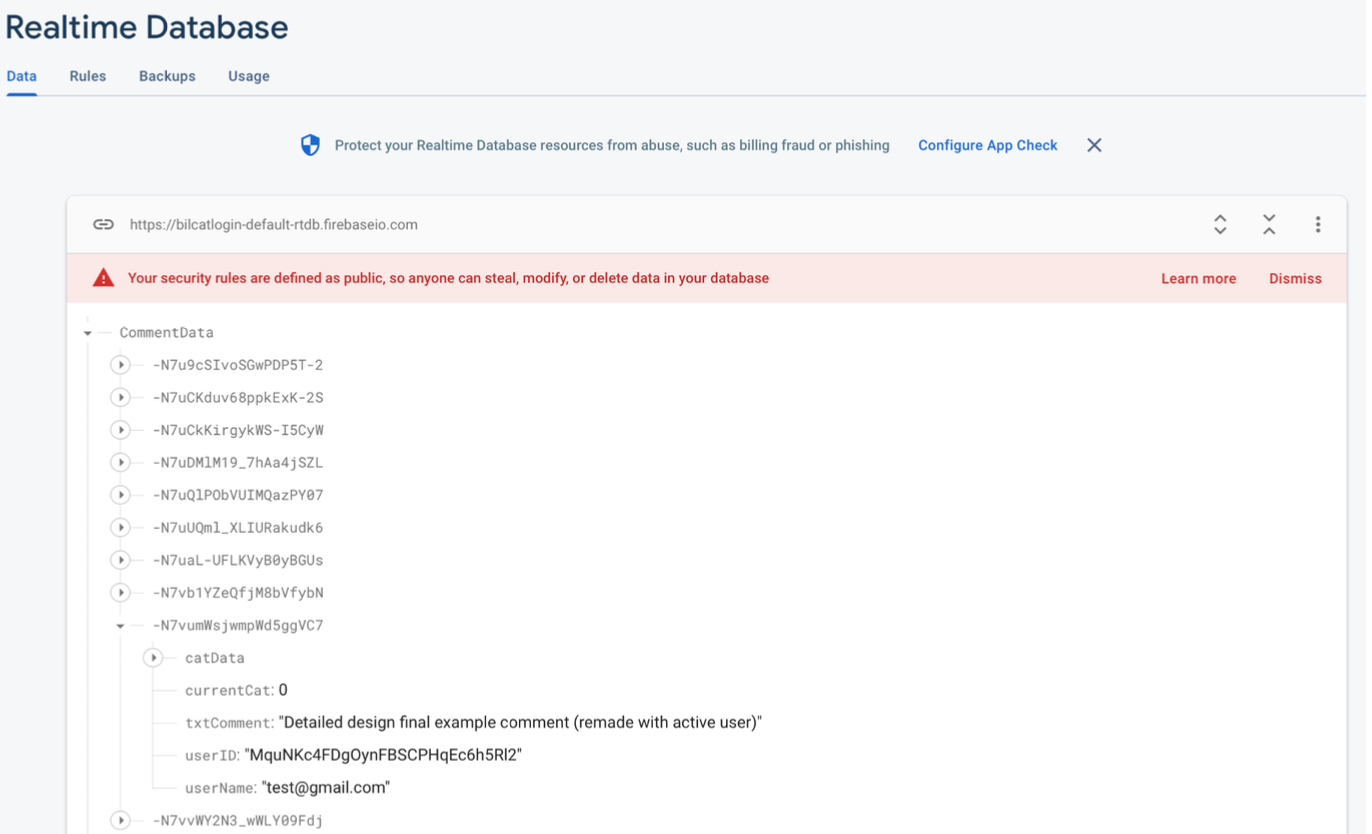 Realtime Database
Data Rules Backups Usage
Protect your Realtime Database resources from abuse, such as billing fraud or phishing Configure App Check
https://bilcatlogin-default-rtdb.firebaseio.com
Your security rules are defined as public, so anyone can steal, modify, or delete data in your database Learn more Dismiss
CommentData
-N7u9cSIvoSGwPDP5T-2
-N7uCKduv68ppkExK-2S
-N7uCkKirgykWS-I5CyW
-N7uDMlM19_7hAa4jSZL
-N7uQlPObVUIMQazPY07
-N7uUQml_XLIURakudk6
-N7uaL-UFLKVyB0yBGUs
-N7vb1YZeQfjM8bVfybN
-N7vumWsjwmpWd5ggVC7
catData
currentCat: 0
txtComment: "Detailed design final example comment (remade with active user)"
userID: "MquNKc4FDgOynFBSCPHqEc6h5Rl2"
userName: "test@gmail.com"
-N7vvWY2N3_wWLY09Fdj